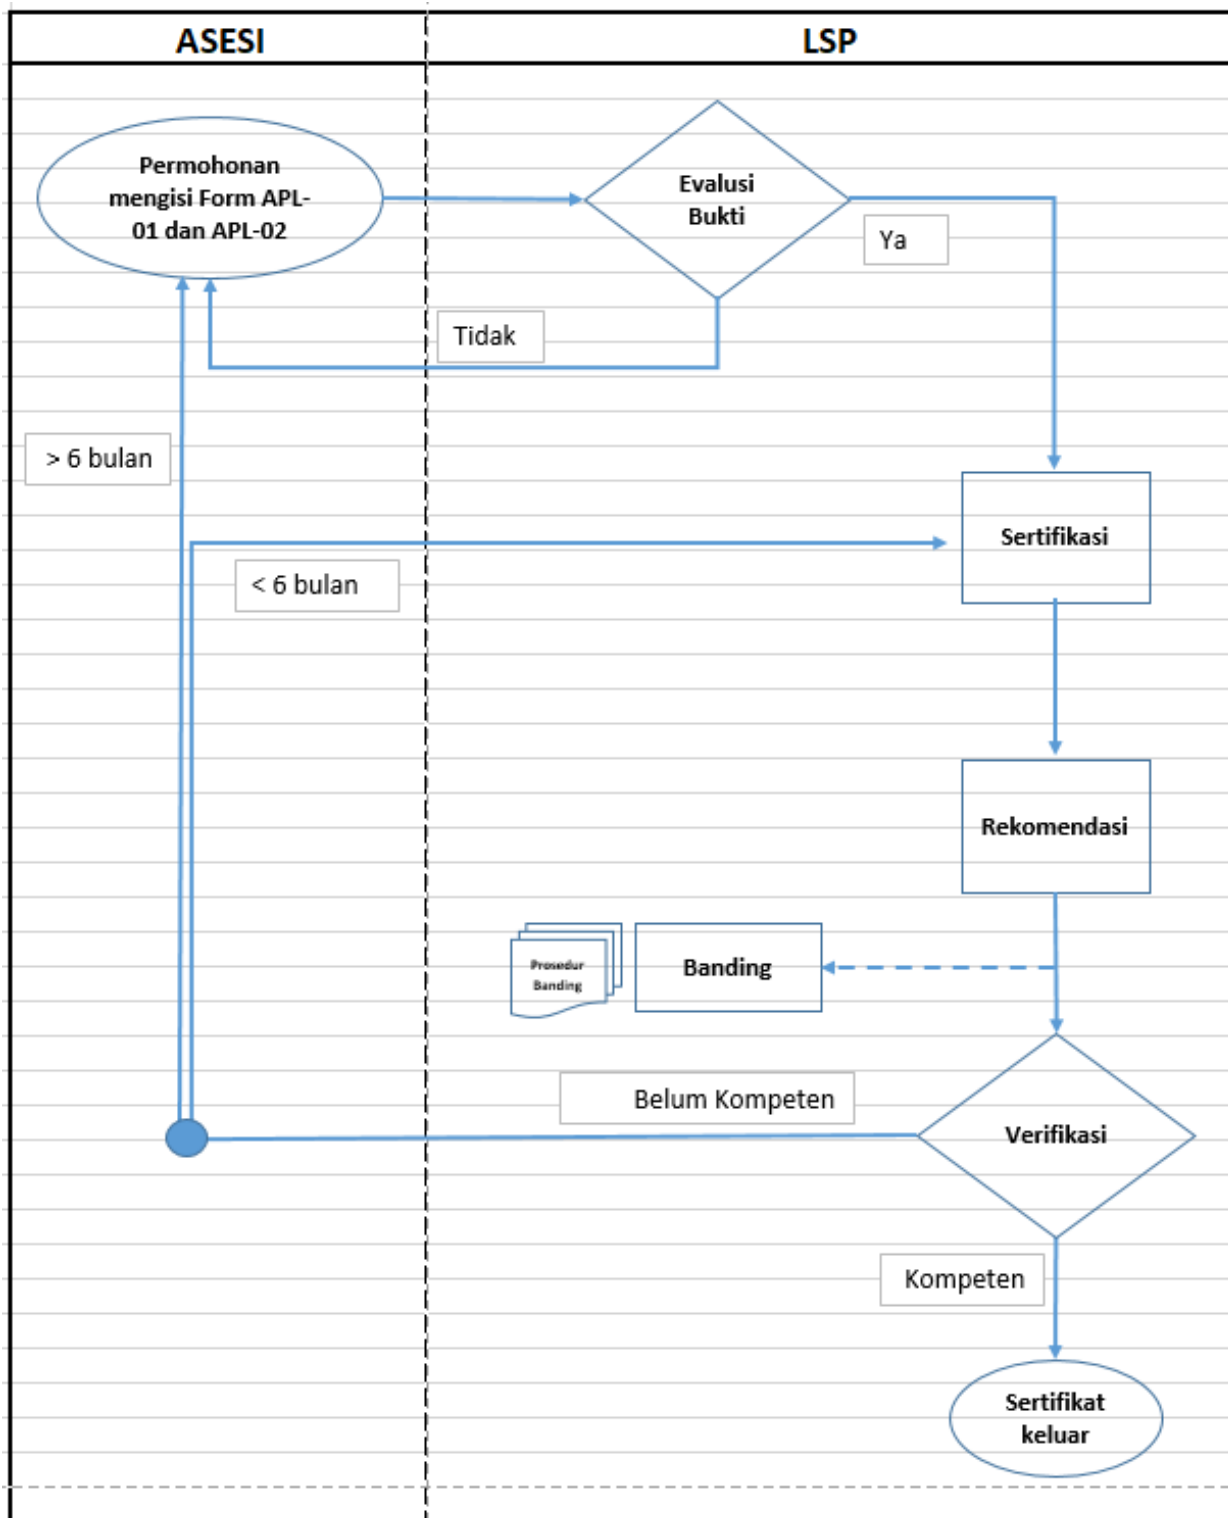 ASESI
LSP
Permohonan
mengisi Form APL-
01 dan APL-02
Evalusi
Bukti
Ya
Tidak
> 6 bulan
Sertifikasi
< 6 bulan
Rekomendasi
Prosedur
Banding
Banding
Belum Kompeten
Verifikasi
Kompeten
Sertifikat
keluar